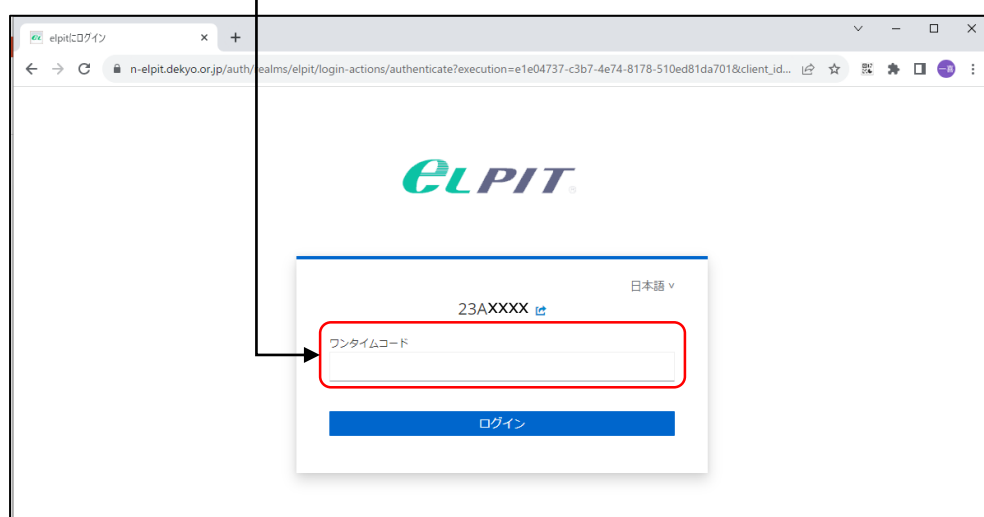 elpitにログイン
n-elpit.dekyo.or.jp/auth/realms/elpit/login-actions/authenticate?execution=e1e04737-c3b7-4e74-8178-510ed81da701&client_id...
eLPIT
日本語
23AXXXX
ワンタイムコード
ログイン